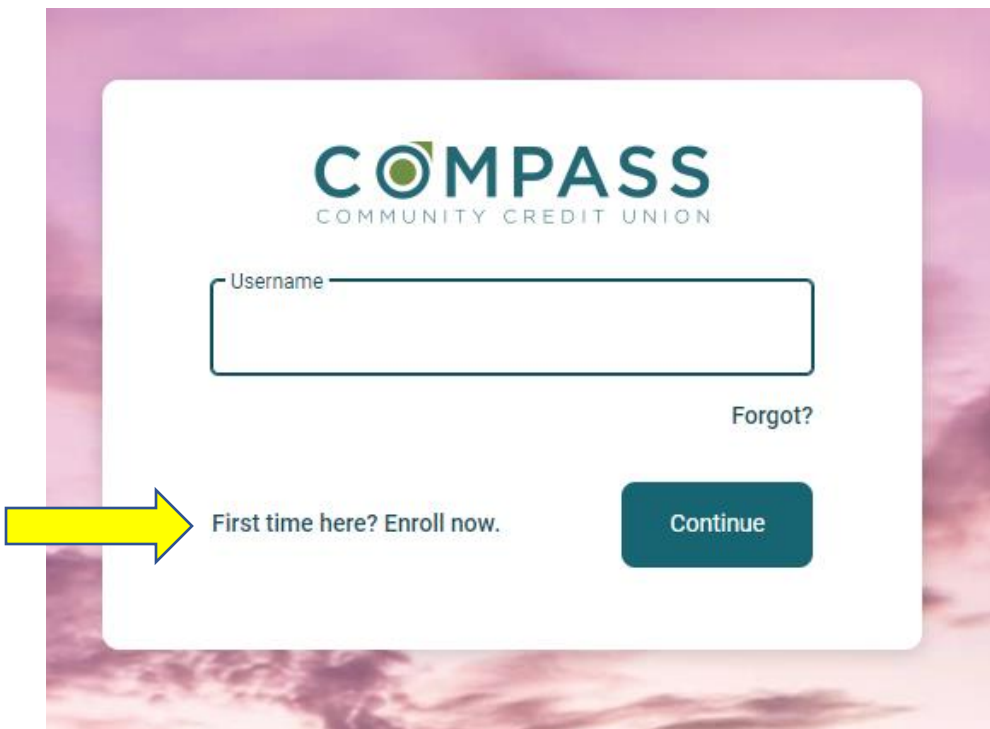 COMPASS
COMMUNITY CREDIT UNION
Username
Forgot?
First time here? Enroll now.
Continue